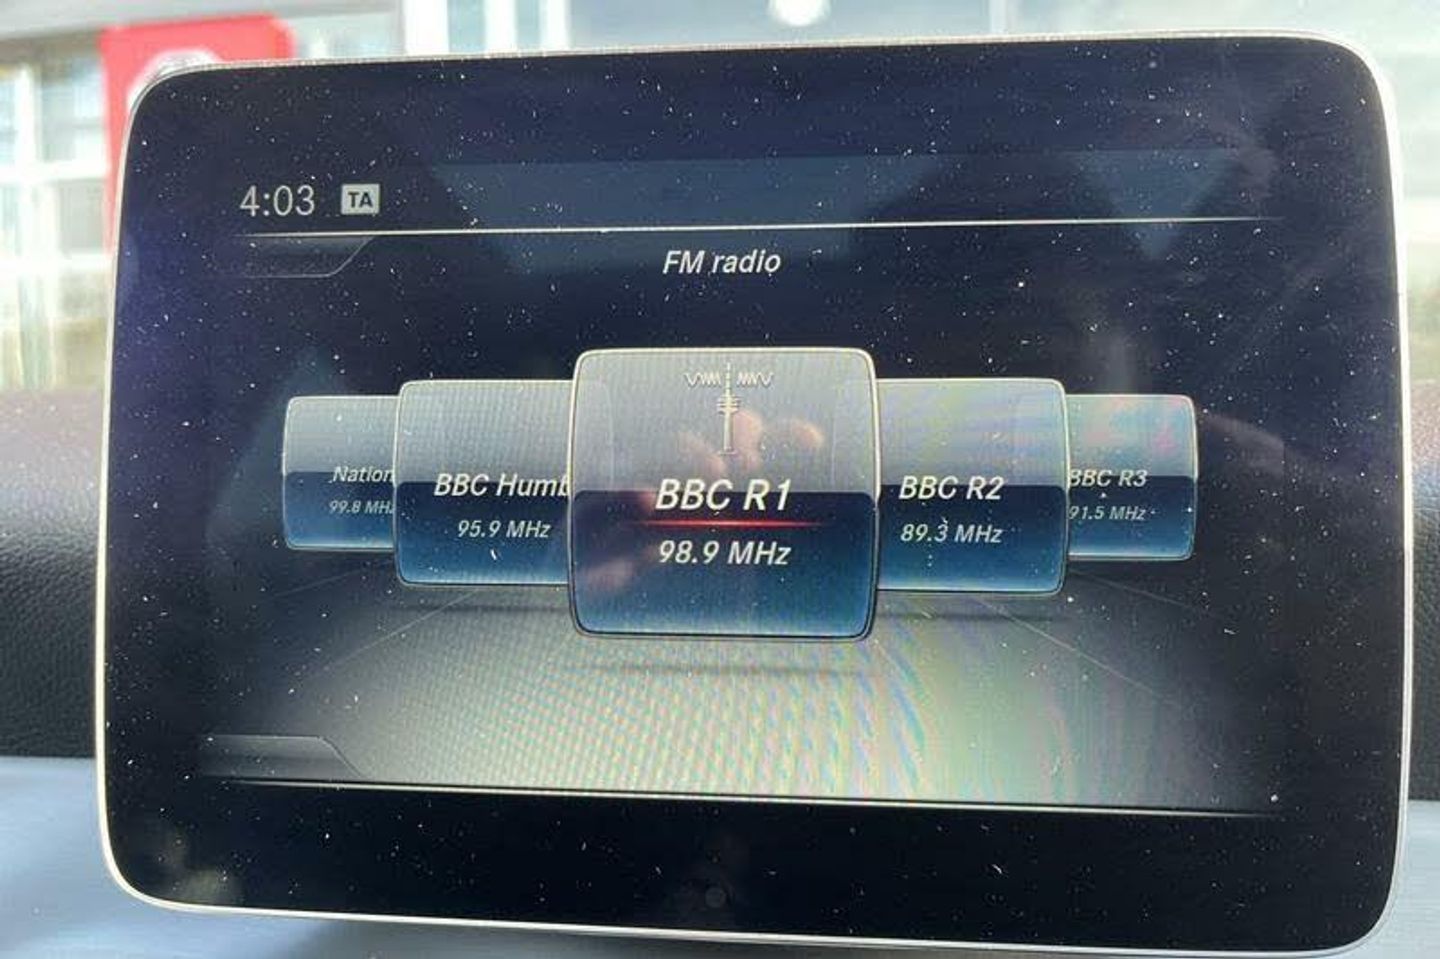 4:03 TA
FM radio
Nation
99.8 MHz
BBC Humb
95.9 MHz
BBC R1
98.9 MHz
BBC R2
89.3 MHz
BBC R3
91.5 MHz